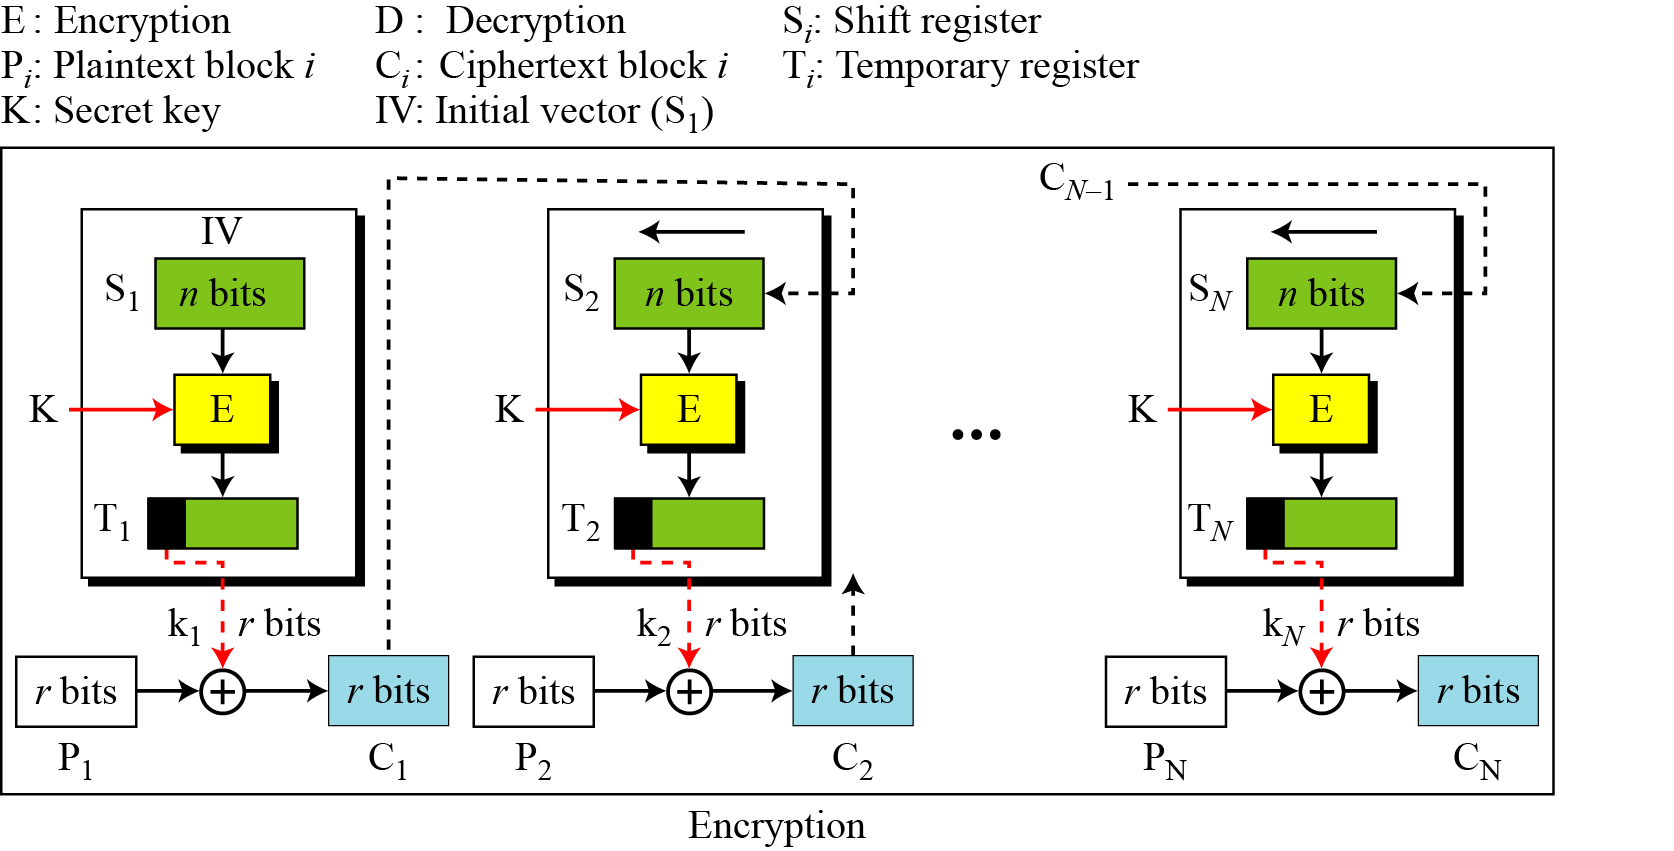 E : Encryption D : Decryption Sᵢ: Shift register
Pᵢ: Plaintext block i Cᵢ: Ciphertext block i Tᵢ: Temporary register
K : Secret key IV: Initial vector (S₁)
C_N–1
IV
S₁ n bits S₂ n bits S_N n bits
K E K E ... K E
T₁ T₂ T_N
k₁ r bits k₂ r bits k_N r bits
r bits + r bits r bits + r bits r bits + r bits
P₁ C₁ P₂ C₂ P_N C_N
Encryption